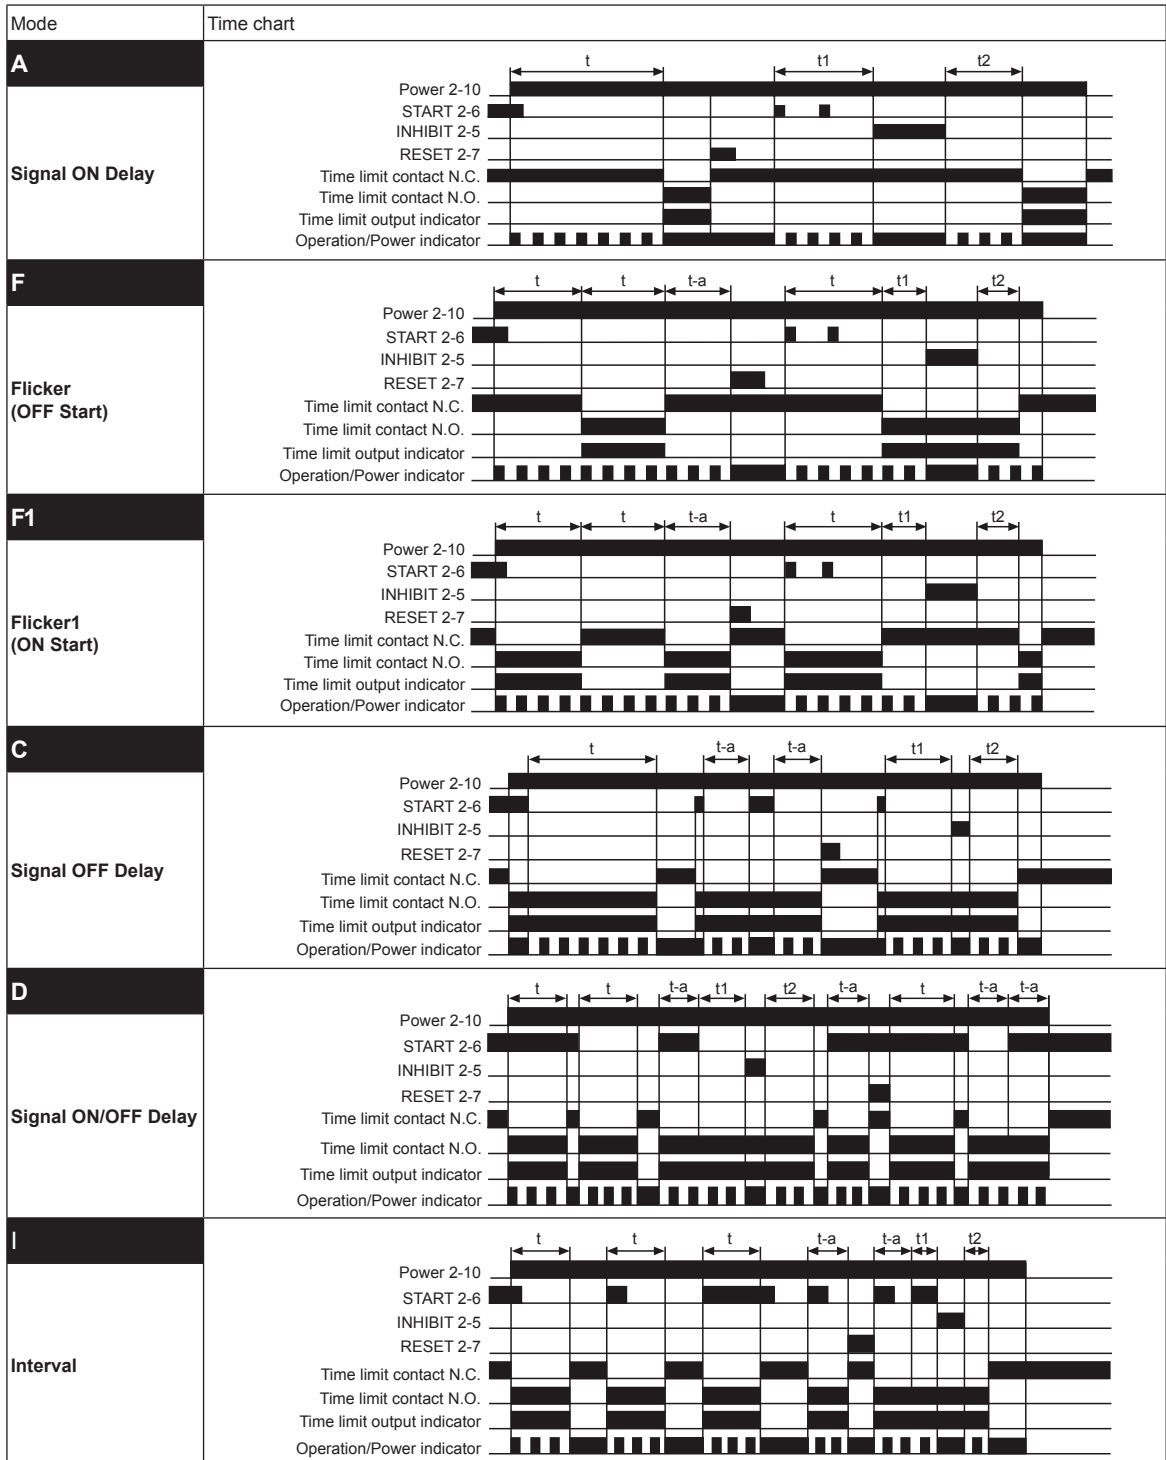 Mode Time chart
A
t t1 t2
Power 2-10
START 2-6
INHIBIT 2-5
RESET 2-7
Signal ON Delay
Time limit contact N.C.
Time limit contact N.O.
Time limit output indicator
Operation/Power indicator
F
t t t-a t t1 t2
Power 2-10
START 2-6
INHIBIT 2-5
RESET 2-7
Flicker
(OFF Start)
Time limit contact N.C.
Time limit contact N.O.
Time limit output indicator
Operation/Power indicator
F1
t t t-a t t1 t2
Power 2-10
START 2-6
INHIBIT 2-5
RESET 2-7
Flicker1
(ON Start)
Time limit contact N.C.
Time limit contact N.O.
Time limit output indicator
Operation/Power indicator
C
t t-a t-a t1 t2
Power 2-10
START 2-6
INHIBIT 2-5
RESET 2-7
Signal OFF Delay
Time limit contact N.C.
Time limit contact N.O.
Time limit output indicator
Operation/Power indicator
D
t t t-a t1 t2 t-a t t-a t-a
Power 2-10
START 2-6
INHIBIT 2-5
RESET 2-7
Signal ON/OFF Delay
Time limit contact N.C.
Time limit contact N.O.
Time limit output indicator
Operation/Power indicator
I
t t t t-a t-a t1 t2
Power 2-10
START 2-6
INHIBIT 2-5
RESET 2-7
Interval
Time limit contact N.C.
Time limit contact N.O.
Time limit output indicator
Operation/Power indicator